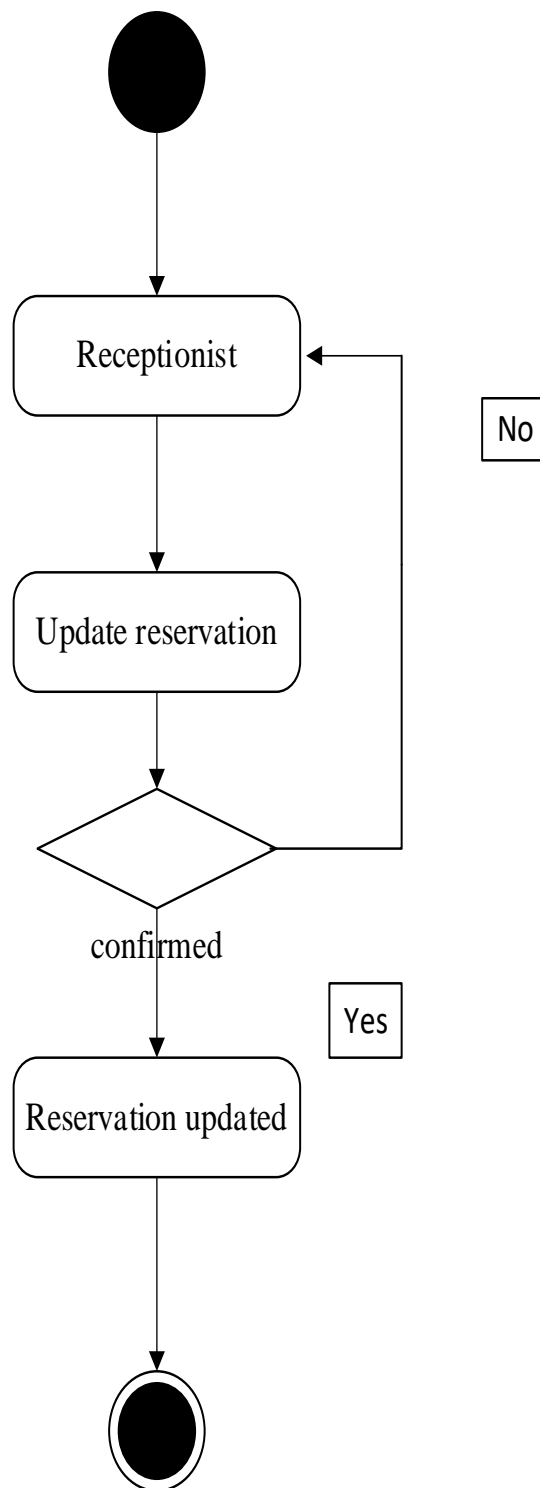 Receptionist
No
Update reservation
confirmed
Yes
Reservation updated